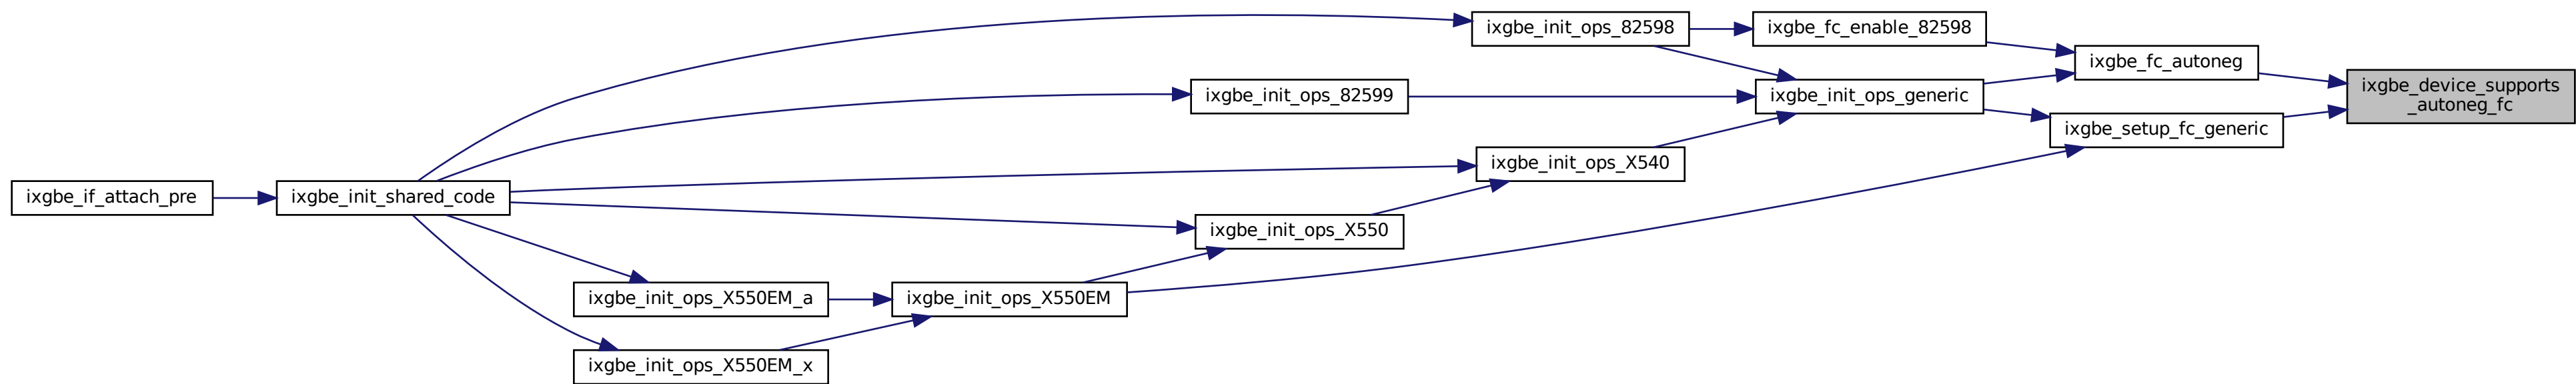 ixgbe_init_ops_82598
ixgbe_fc_enable_82598
ixgbe_fc_autoneg
ixgbe_device_supports
_autoneg_fc
ixgbe_init_ops_82599
ixgbe_init_ops_generic
ixgbe_setup_fc_generic
ixgbe_init_ops_X540
ixgbe_if_attach_pre
ixgbe_init_shared_code
ixgbe_init_ops_X550
ixgbe_init_ops_X550EM_a
ixgbe_init_ops_X550EM
ixgbe_init_ops_X550EM_x